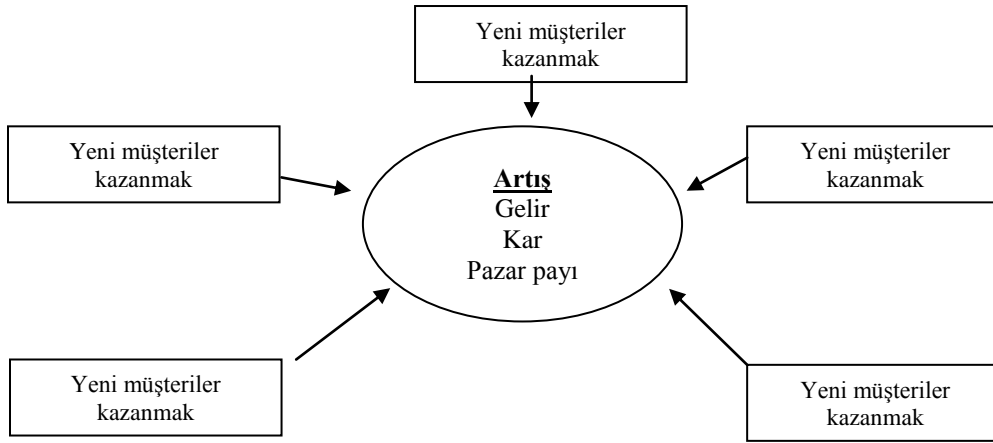 Yeni müşteriler
kazanmak
Yeni müşteriler
kazanmak
Yeni müşteriler
kazanmak
Artış
Gelir
Kar
Pazar payı
Yeni müşteriler
kazanmak
Yeni müşteriler
kazanmak